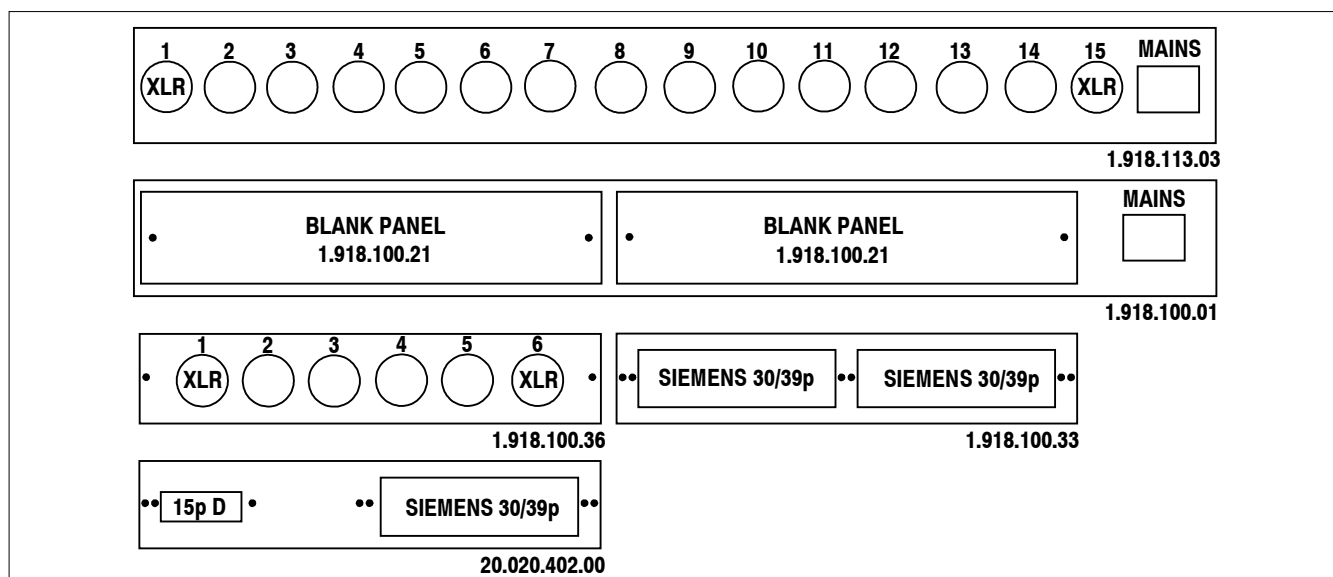 1 2 3 4 5 6 7 8 9 10 11 12 13 14 15 MAINS
XLR XLR
1.918.113.03
MAINS
BLANK PANEL BLANK PANEL
1.918.100.21 1.918.100.21
1.918.100.01
1 2 3 4 5 6
XLR XLR SIEMENS 30/39p SIEMENS 30/39p
1.918.100.36 1.918.100.33
15p D SIEMENS 30/39p
20.020.402.00